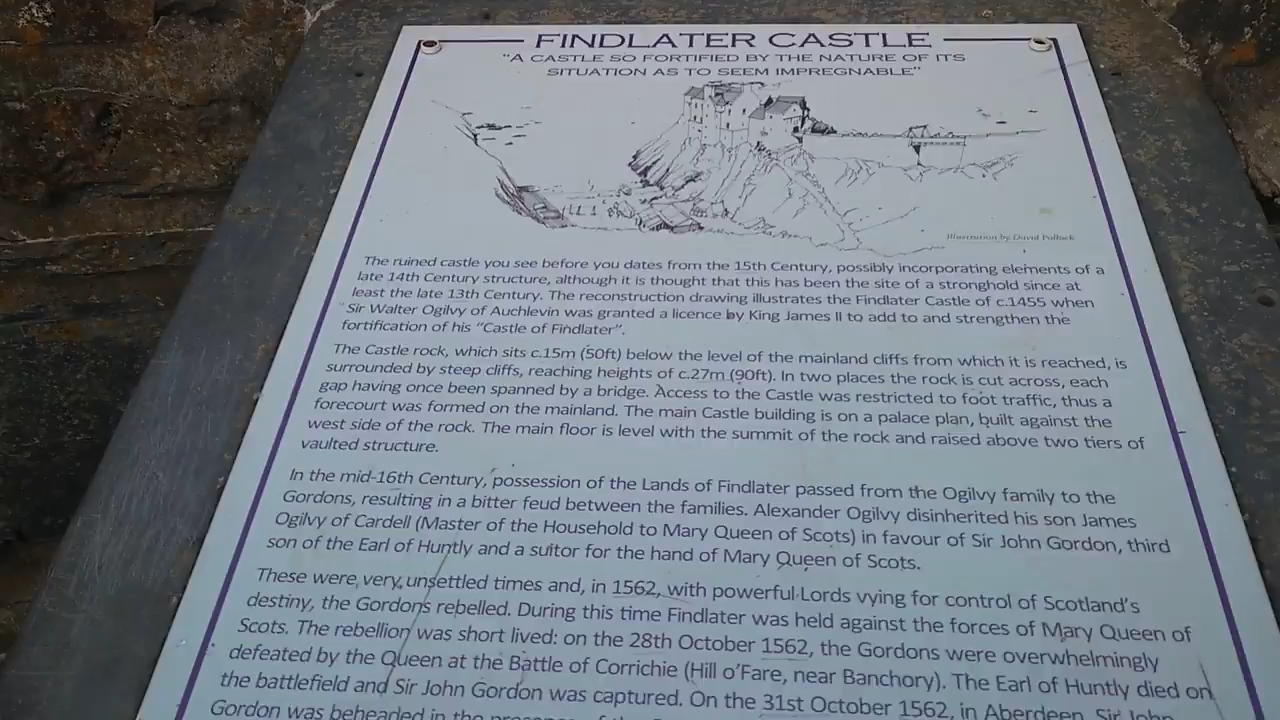 FINDLATER CASTLE
"A CASTLE SO FORTIFIED BY THE NATURE OF ITS
SITUATION AS TO SEEM IMPREGNABLE"
Illustration by David Pollock
The ruined castle you see before you dates from the 15th Century, possibly incorporating elements of a
late 14th Century structure, although it is thought that this has been the site of a stronghold since at
least the late 13th Century. The reconstruction drawing illustrates the Findlater Castle of c.1455 when
Sir Walter Ogilvy of Auchlevin was granted a licence by King James II to add to and strengthen the
fortification of his "Castle of Findlater".
The Castle rock, which sits c.15m (50ft) below the level of the mainland cliffs from which it is reached, is
surrounded by steep cliffs, reaching heights of c.27m (90ft). In two places the rock is cut across, each
gap having once been spanned by a bridge. Access to the Castle was restricted to foot traffic, thus a
forecourt was formed on the mainland. The main Castle building is on a palace plan, built against the
west side of the rock. The main floor is level with the summit of the rock and raised above two tiers of
vaulted structure.
In the mid-16th Century, possession of the Lands of Findlater passed from the Ogilvy family to the
Gordons, resulting in a bitter feud between the families. Alexander Ogilvy disinherited his son James
Ogilvy of Cardell (Master of the Household to Mary Queen of Scots) in favour of Sir John Gordon, third
son of the Earl of Huntly and a suitor for the hand of Mary Queen of Scots.
These were very unsettled times and, in 1562, with powerful Lords vying for control of Scotland's
destiny, the Gordons rebelled. During this time Findlater was held against the forces of Mary Queen of
Scots. The rebellion was short lived: on the 28th October 1562, the Gordons were overwhelmingly
defeated by the Queen at the Battle of Corrichie (Hill o'Fare, near Banchory). The Earl of Huntly died on
the battlefield and Sir John Gordon was captured. On the 31st October 1562, in Aberdeen, Sir John
Gordon was beheaded in the presence of the